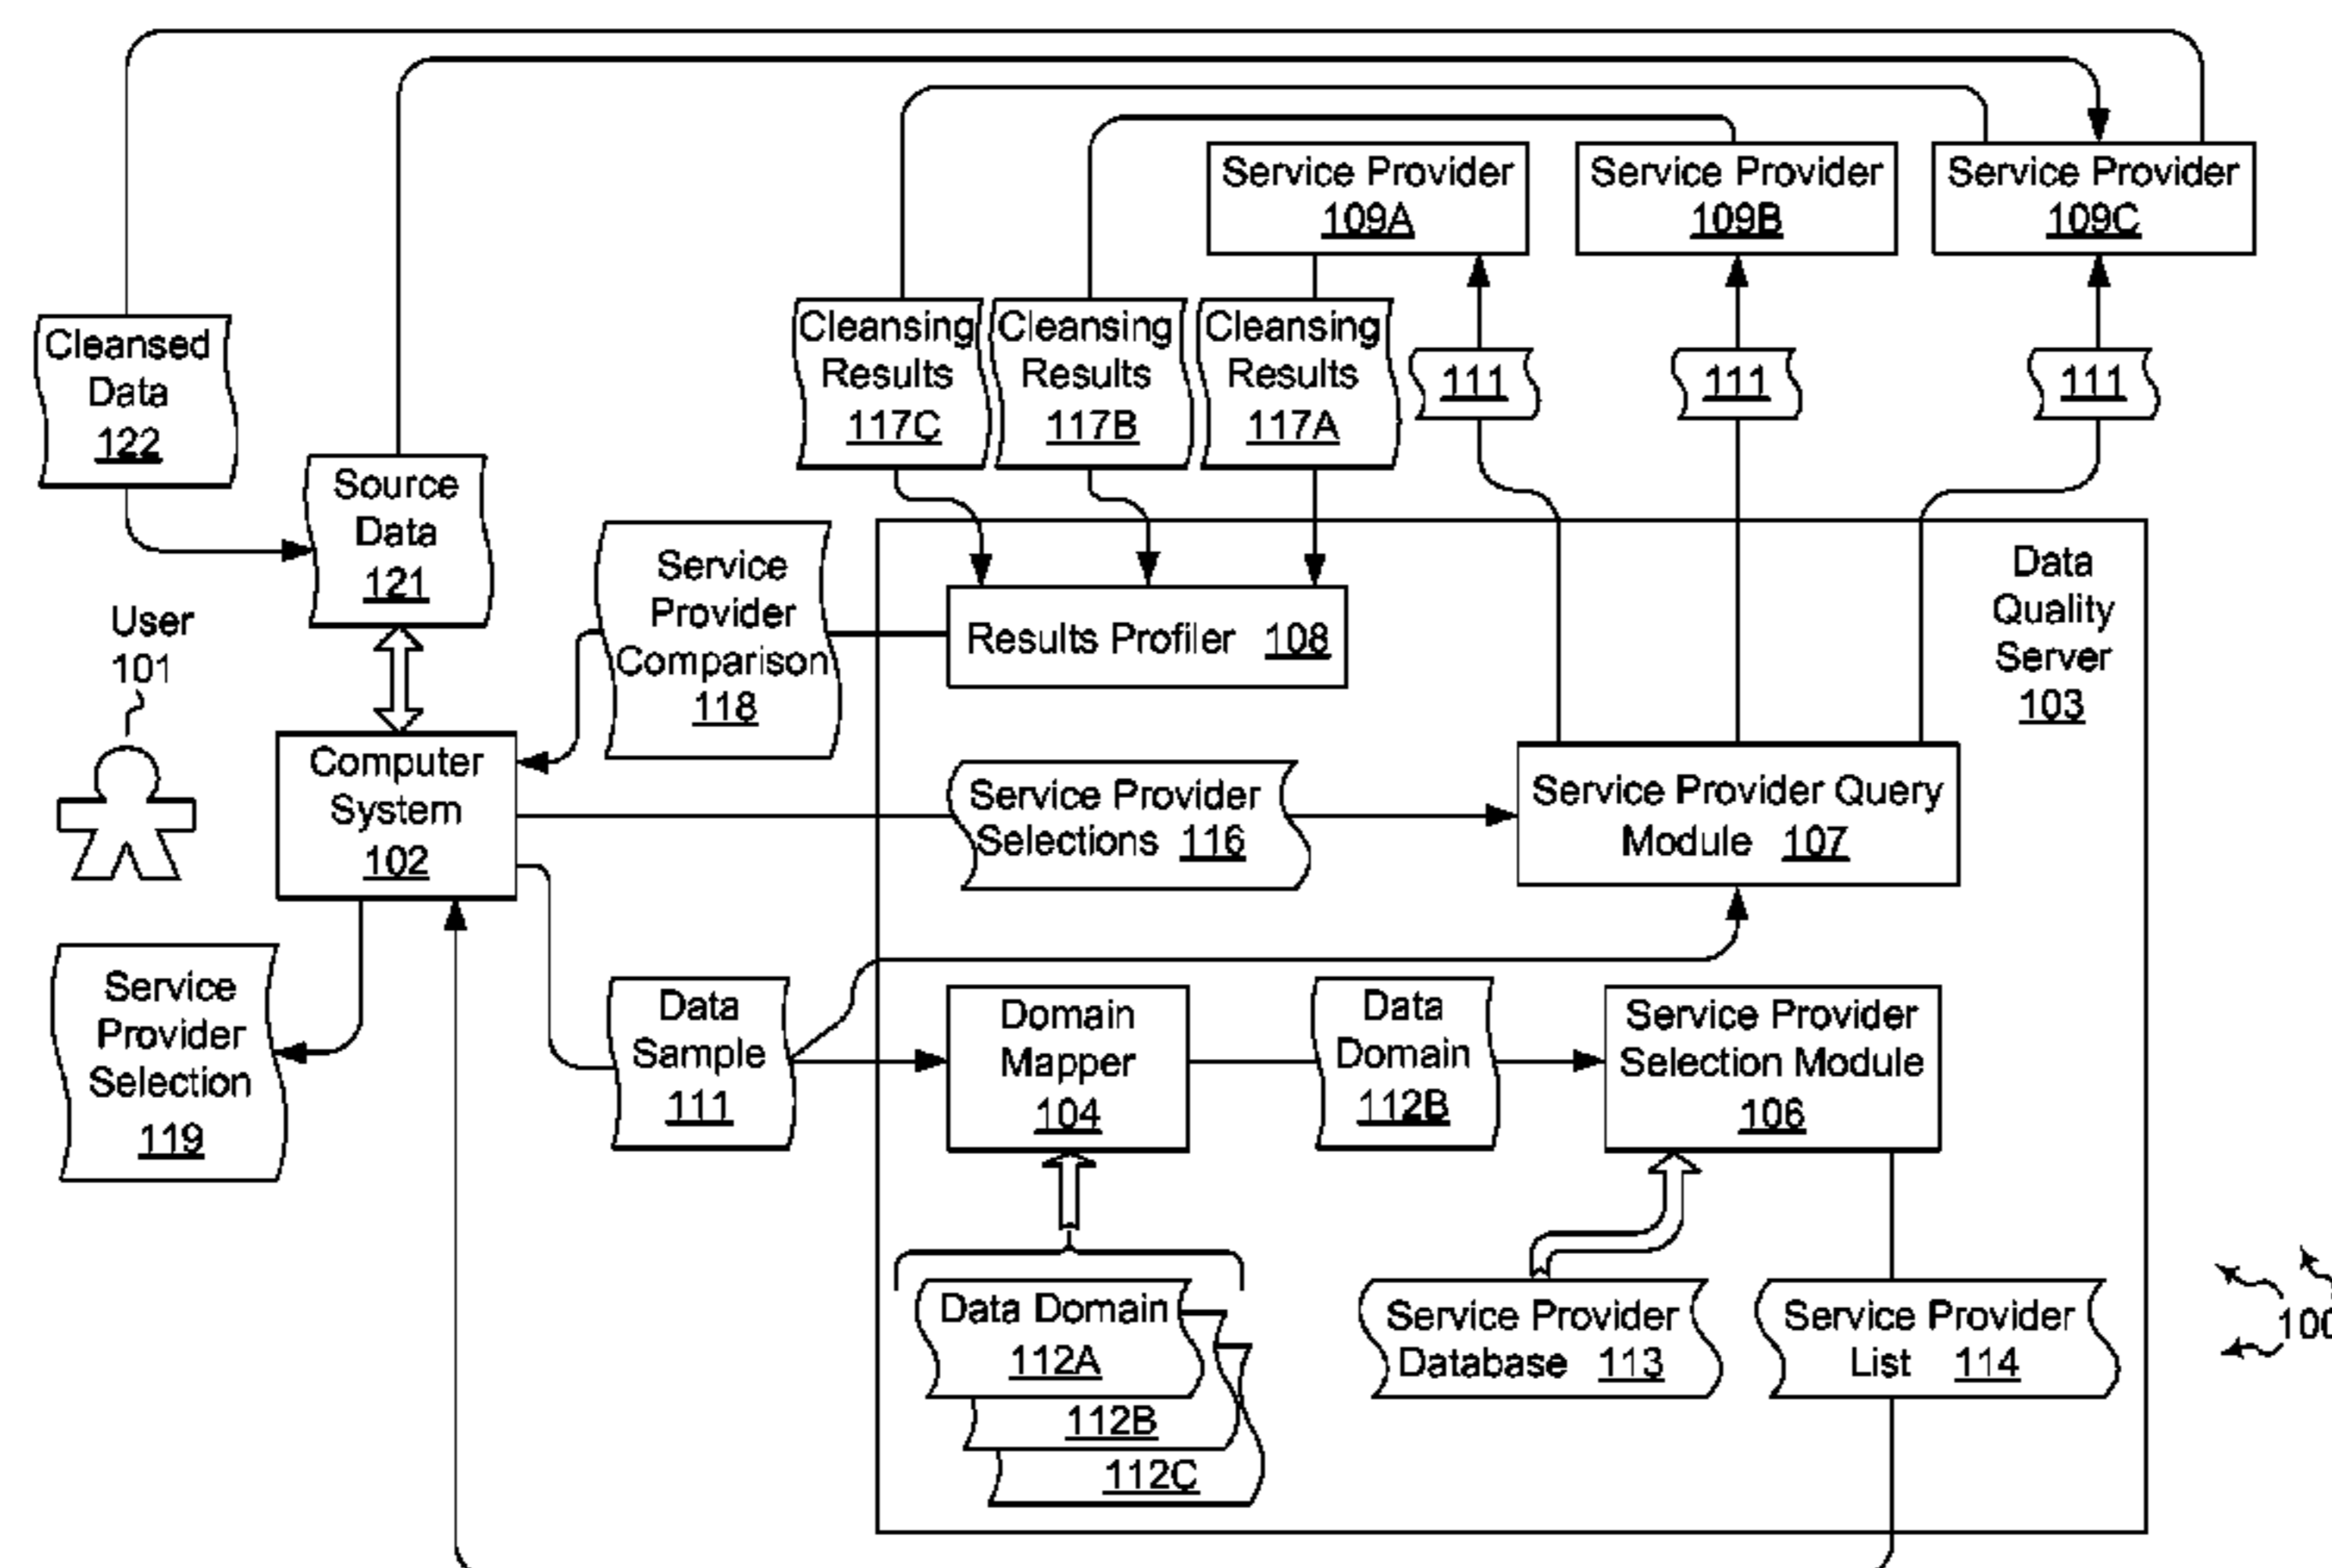 Service Provider
109A
Service Provider
109B
Service Provider
109C
Cleansed
Data
122
Cleansing
Results
117C
Cleansing
Results
117B
Cleansing
Results
117A
111
111
111
Source
Data
121
Service
Provider
Comparison
118
Results Profiler 108
Data
Quality
Server
103
User
101
Computer
System
102
Service Provider
Selections 116
Service Provider Query
Module 107
Service
Provider
Selection
119
Data
Sample
111
Domain
Mapper
104
Data
Domain
112B
Service Provider
Selection Module
106
Data Domain
112A
112B
112C
Service Provider
Database 113
Service Provider
List 114
100